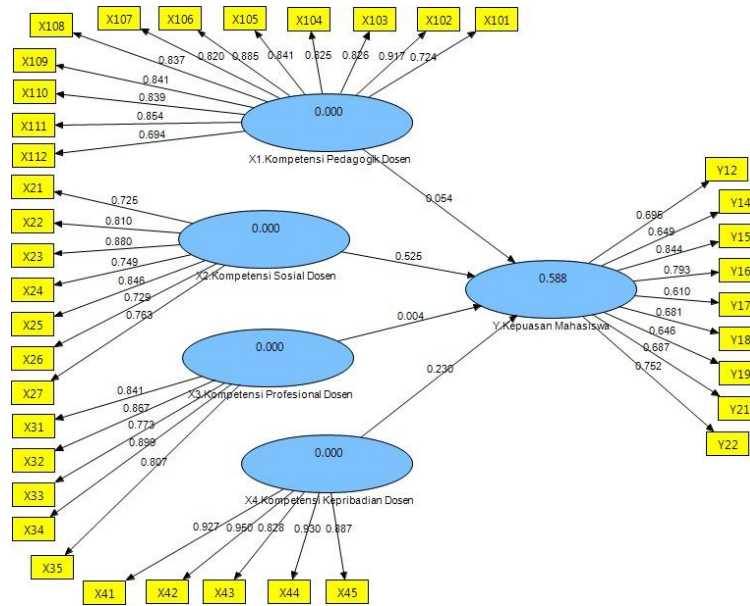 X108
X107
X106
X105
X104
X103
X102
X101
0.837
0.820
0.885
0.841
0.825
0.826
0.917
0.724
X109
0.841
X110
0.839
X111
0.854
X112
0.694
0.000
X1.Kompetensi Pedagogik Dosen
0.054
X21
0.725
X22
0.810
X23
0.880
X24
0.749
X25
0.846
X26
0.729
X27
0.763
0.000
X2.Kompetensi Sosial Dosen
0.525
0.588
Y.Kepuasan Mahasiswa
Y12
0.695
Y14
0.649
Y15
0.844
Y16
0.793
Y17
0.610
Y18
0.681
Y19
0.646
Y21
0.687
Y22
0.752
0.000
X3.Kompetensi Profesional Dosen
0.004
X31
0.841
X32
0.867
X33
0.773
X34
0.899
X35
0.807
0.000
X4.Kompetensi Kepribadian Dosen
0.230
0.927
0.950
0.828
0.930
0.887
X41
X42
X43
X44
X45